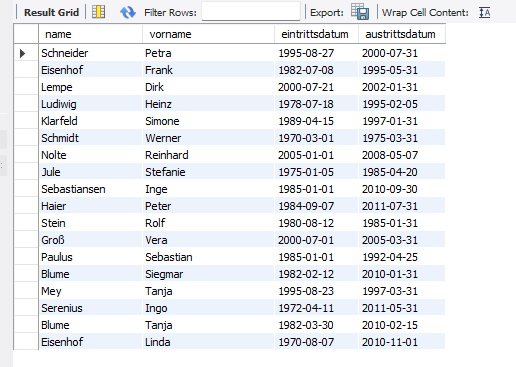 Result Grid Filter Rows: Export: Wrap Cell Content: IA
name vorname eintrittsdatum austrittsdatum
Schneider Petra 1995-08-27 2000-07-31
Eisenhof Frank 1982-07-08 1995-05-31
Lempe Dirk 2000-07-21 2002-01-31
Ludiwig Heinz 1978-07-18 1995-02-05
Klarfeld Simone 1989-04-15 1997-01-31
Schmidt Werner 1970-03-01 1975-03-31
Nolte Reinhard 2005-01-01 2008-05-07
Jule Stefanie 1975-01-05 1985-04-20
Sebastiansen Inge 1985-01-01 2010-09-30
Haier Peter 1984-09-07 2011-07-31
Stein Rolf 1980-08-12 1985-01-31
Groß Vera 2000-07-01 2005-03-31
Paulus Sebastian 1985-01-01 1992-04-25
Blume Siegmar 1982-02-12 2010-01-31
Mey Tanja 1995-08-23 1997-03-31
Serenius Ingo 1972-04-11 2011-05-31
Blume Tanja 1982-03-30 2010-02-15
Eisenhof Linda 1970-08-07 2010-11-01